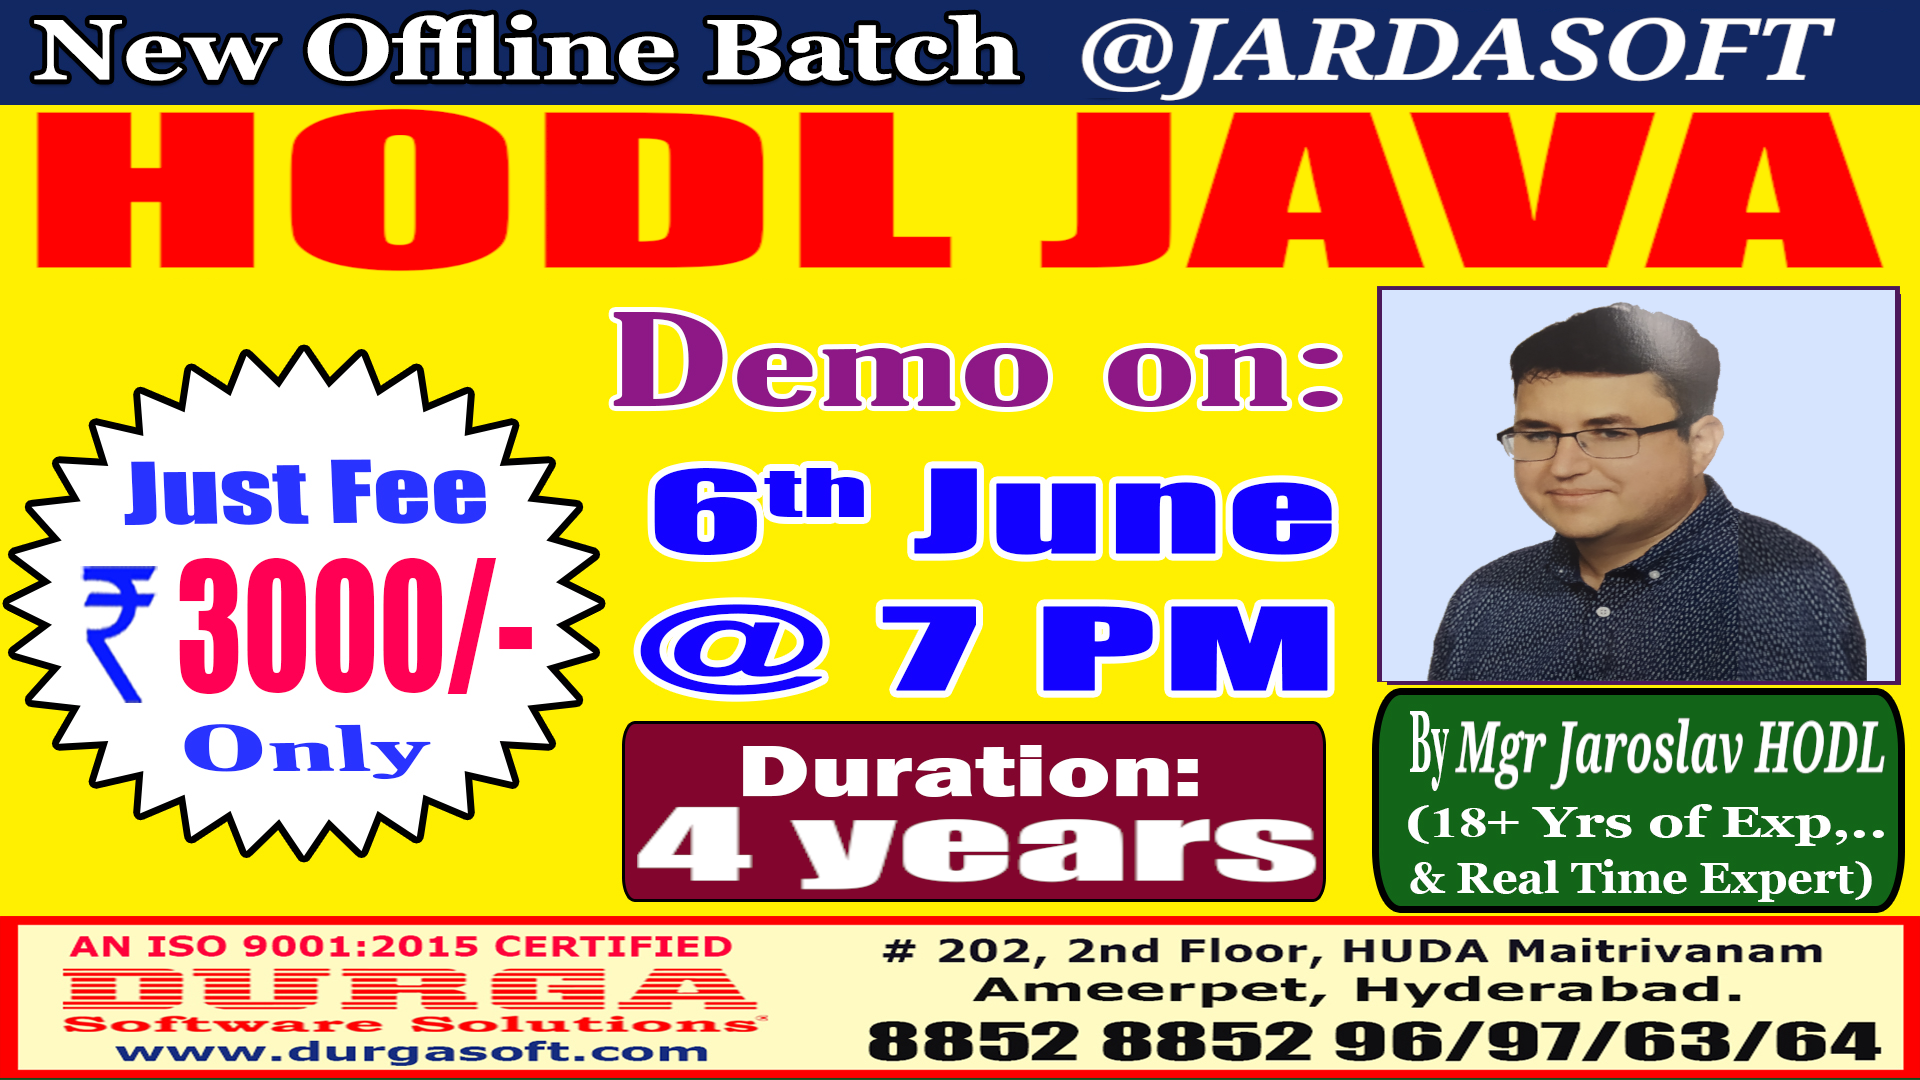 New Offline Batch @JARDASOFT
HODL JAVA
Demo on:
6th June
@ 7 PM
Just Fee
₹ 3000/-
Only
Duration:
4 years
By Mgr Jaroslav HODL
(18+ Yrs of Exp,..
& Real Time Expert)
AN ISO 9001:2015 CERTIFIED
DURGA
Software Solutions®
www.durgasoft.com
# 202, 2nd Floor, HUDA Maitrivanam
Ameerpet, Hyderabad.
8852 8852 96/97/63/64